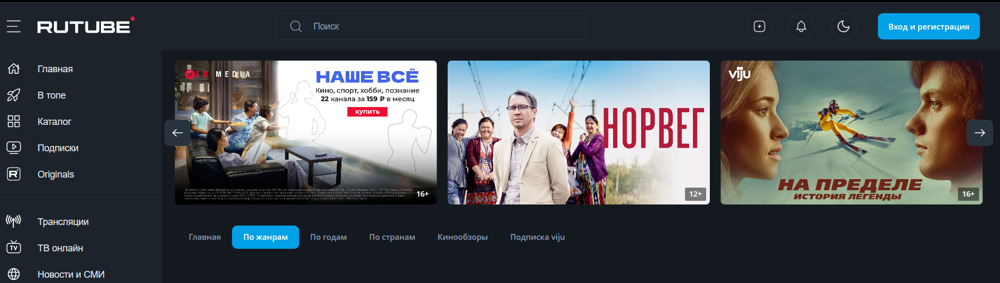 RUTUBE
Поиск
Вход и регистрация
Главная
В топе
Каталог
Подписки
Originals
Трансляции
ТВ онлайн
Новости и СМИ
RED MEDIA
НАШЕ ВСЁ
Кино, спорт, хобби, познание
22 канала за 159 ₽ в месяц
купить
16+
НОРВЕГ
12+
viju
НА ПРЕДЕЛЕ
ИСТОРИЯ ЛЕГЕНДЫ
16+
Главная
По жанрам
По годам
По странам
Кинообзоры
Подписка viju